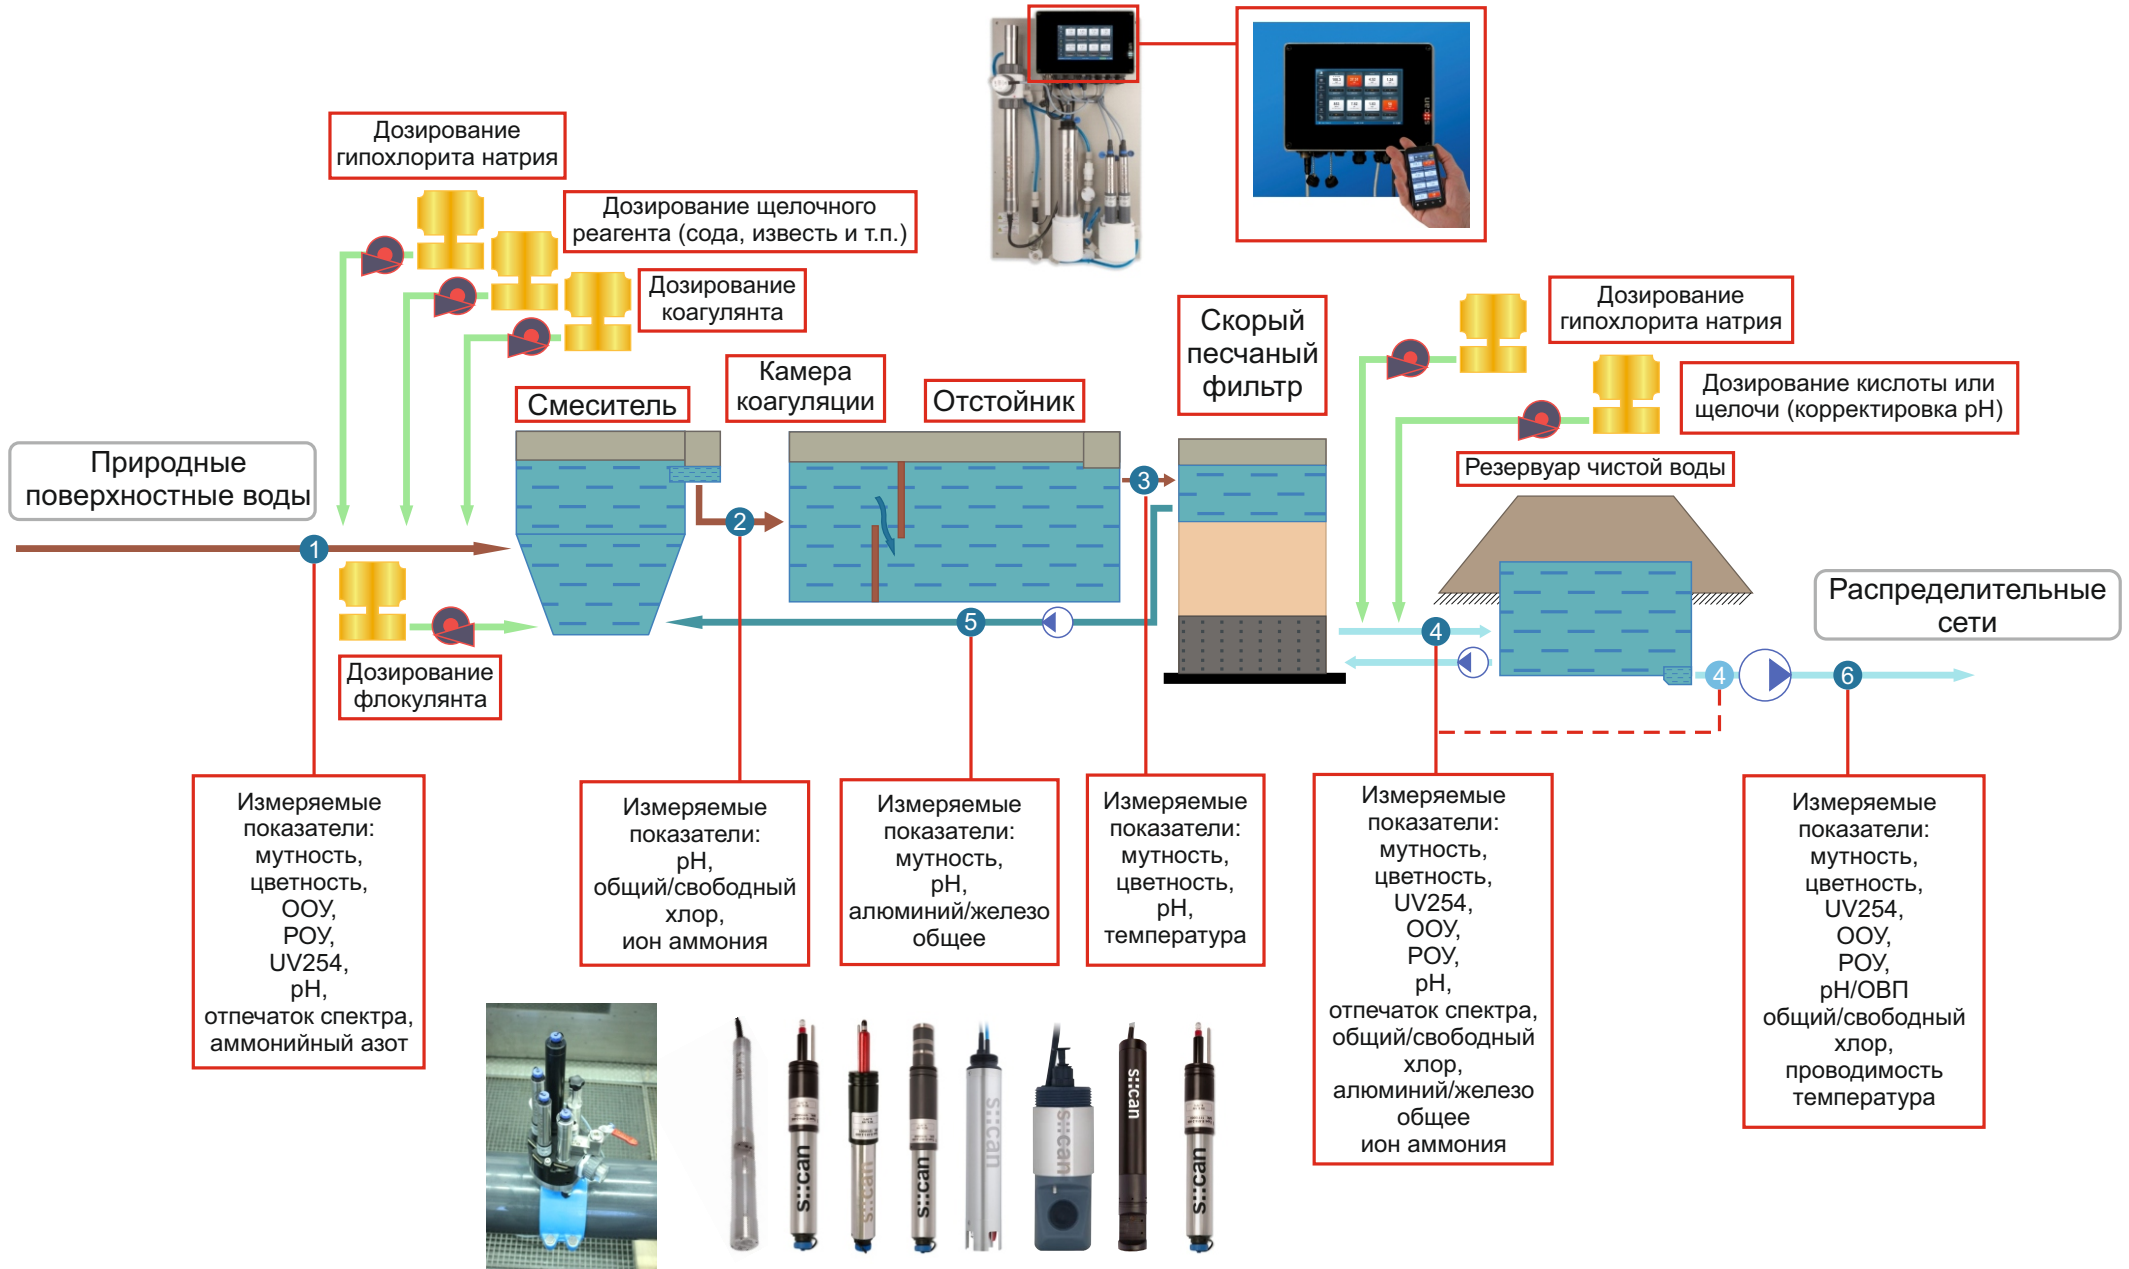 Дозирование
гипохлорита натрия
Дозирование щелочного
реагента (сода, известь и т.п.)
Дозирование
коагулянта
Камера
коагуляции
Смеситель
Отстойник
Скорый
песчаный
фильтр
Дозирование
гипохлорита натрия
Дозирование кислоты или
щелочи (корректировка pH)
Резервуар чистой воды
Природные
поверхностные воды
Распределительные
сети
1
2
3
4
5
4
6
Дозирование
флокулянта
Измеряемые
показатели:
мутность,
цветность,
ООУ,
РОУ,
UV254,
pH,
отпечаток спектра,
аммонийный азот
Измеряемые
показатели:
pH,
общий/свободный
хлор,
ион аммония
Измеряемые
показатели:
мутность,
pH,
алюминий/железо
общее
Измеряемые
показатели:
мутность,
цветность,
pH,
температура
Измеряемые
показатели:
мутность,
цветность,
UV254,
ООУ,
РОУ,
pH,
отпечаток спектра,
общий/свободный
хлор,
алюминий/железо
общее
ион аммония
Измеряемые
показатели:
мутность,
цветность,
UV254,
ООУ,
РОУ,
pH/ОВП
общий/свободный
хлор,
проводимость
температура
s::can
s::can
s::can
s::can
s::can
s::can
s::can
s::can